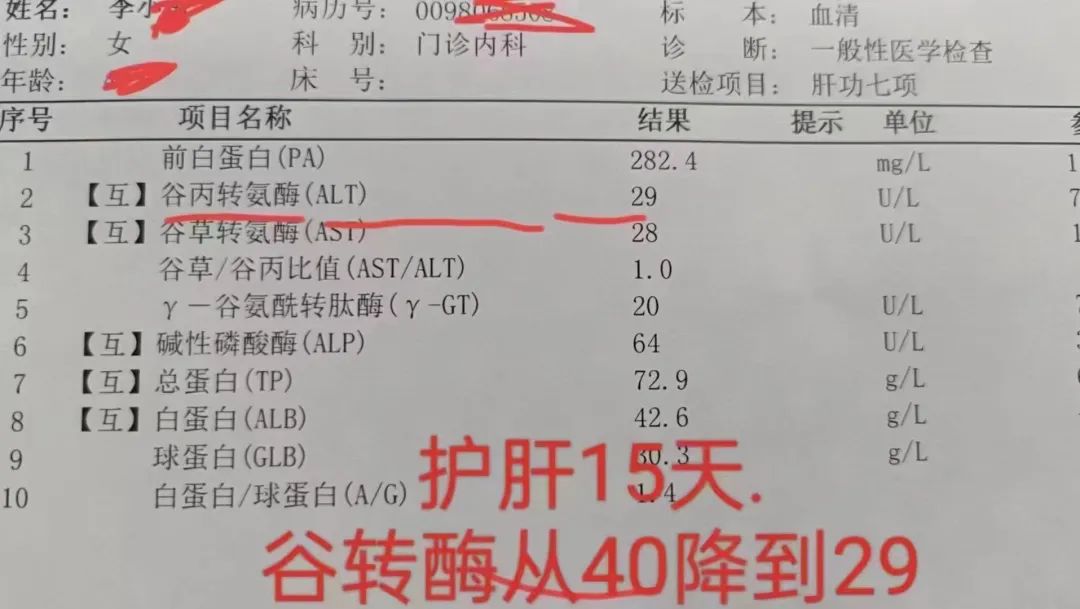 姓名： 李小 病历号： 0098 标 本： 血清
性别： 女 科 别： 门诊内科 诊 断： 一般性医学检查
年龄： 床 号： 送检项目： 肝功七项
序号 项目名称 结果 提示 单位
1 前白蛋白(PA) 282.4 mg/L 1
2 【互】谷丙转氨酶(ALT) 29 U/L 7
3 【互】谷草转氨酶(AST) 28 U/L 1
4 谷草/谷丙比值(AST/ALT) 1.0
5 γ－谷氨酰转肽酶(γ-GT) 20 U/L
6 【互】碱性磷酸酶(ALP) 64 U/L
7 【互】总蛋白(TP) 72.9 g/L
8 【互】白蛋白(ALB) 42.6 g/L
9 球蛋白(GLB) 30.3 g/L
10 白蛋白/球蛋白(A/G) 1.4
护肝15天.
谷转酶从40降到29